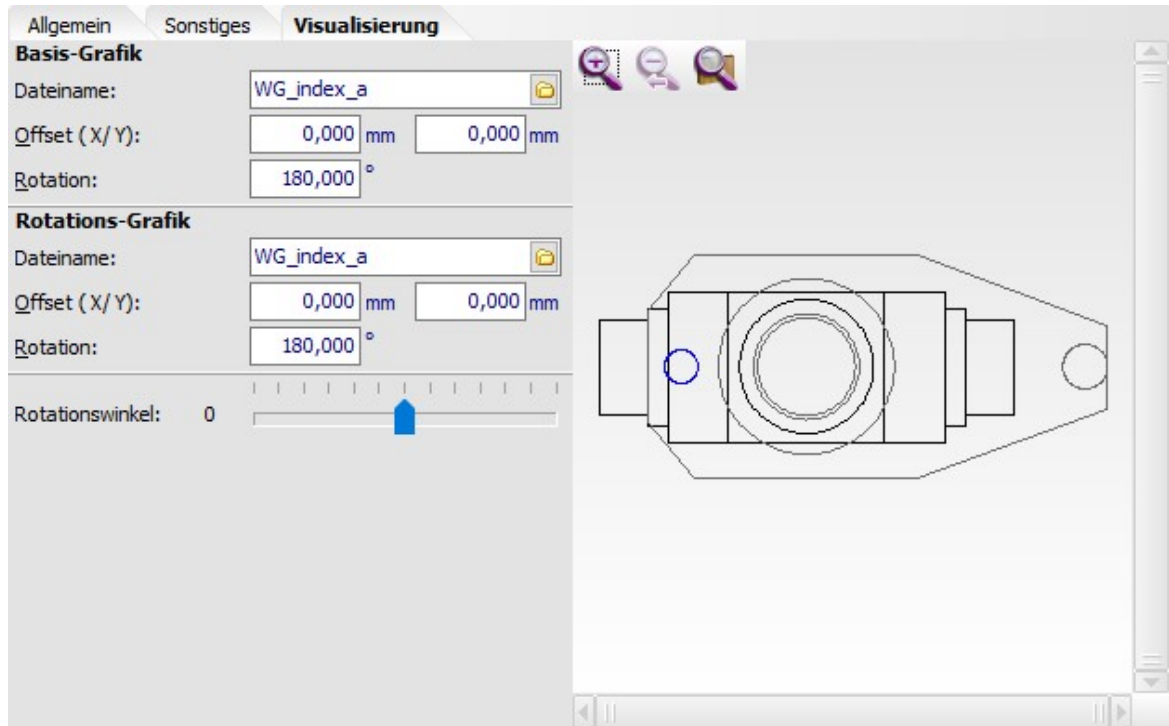 Allgemein Sonstiges Visualisierung
Basis-Grafik
Dateiname: WG_index_a
Offset ( X/ Y): 0,000 mm 0,000 mm
Rotation: 180,000 °
Rotations-Grafik
Dateiname: WG_index_a
Offset ( X/ Y): 0,000 mm 0,000 mm
Rotation: 180,000 °
Rotationswinkel: 0